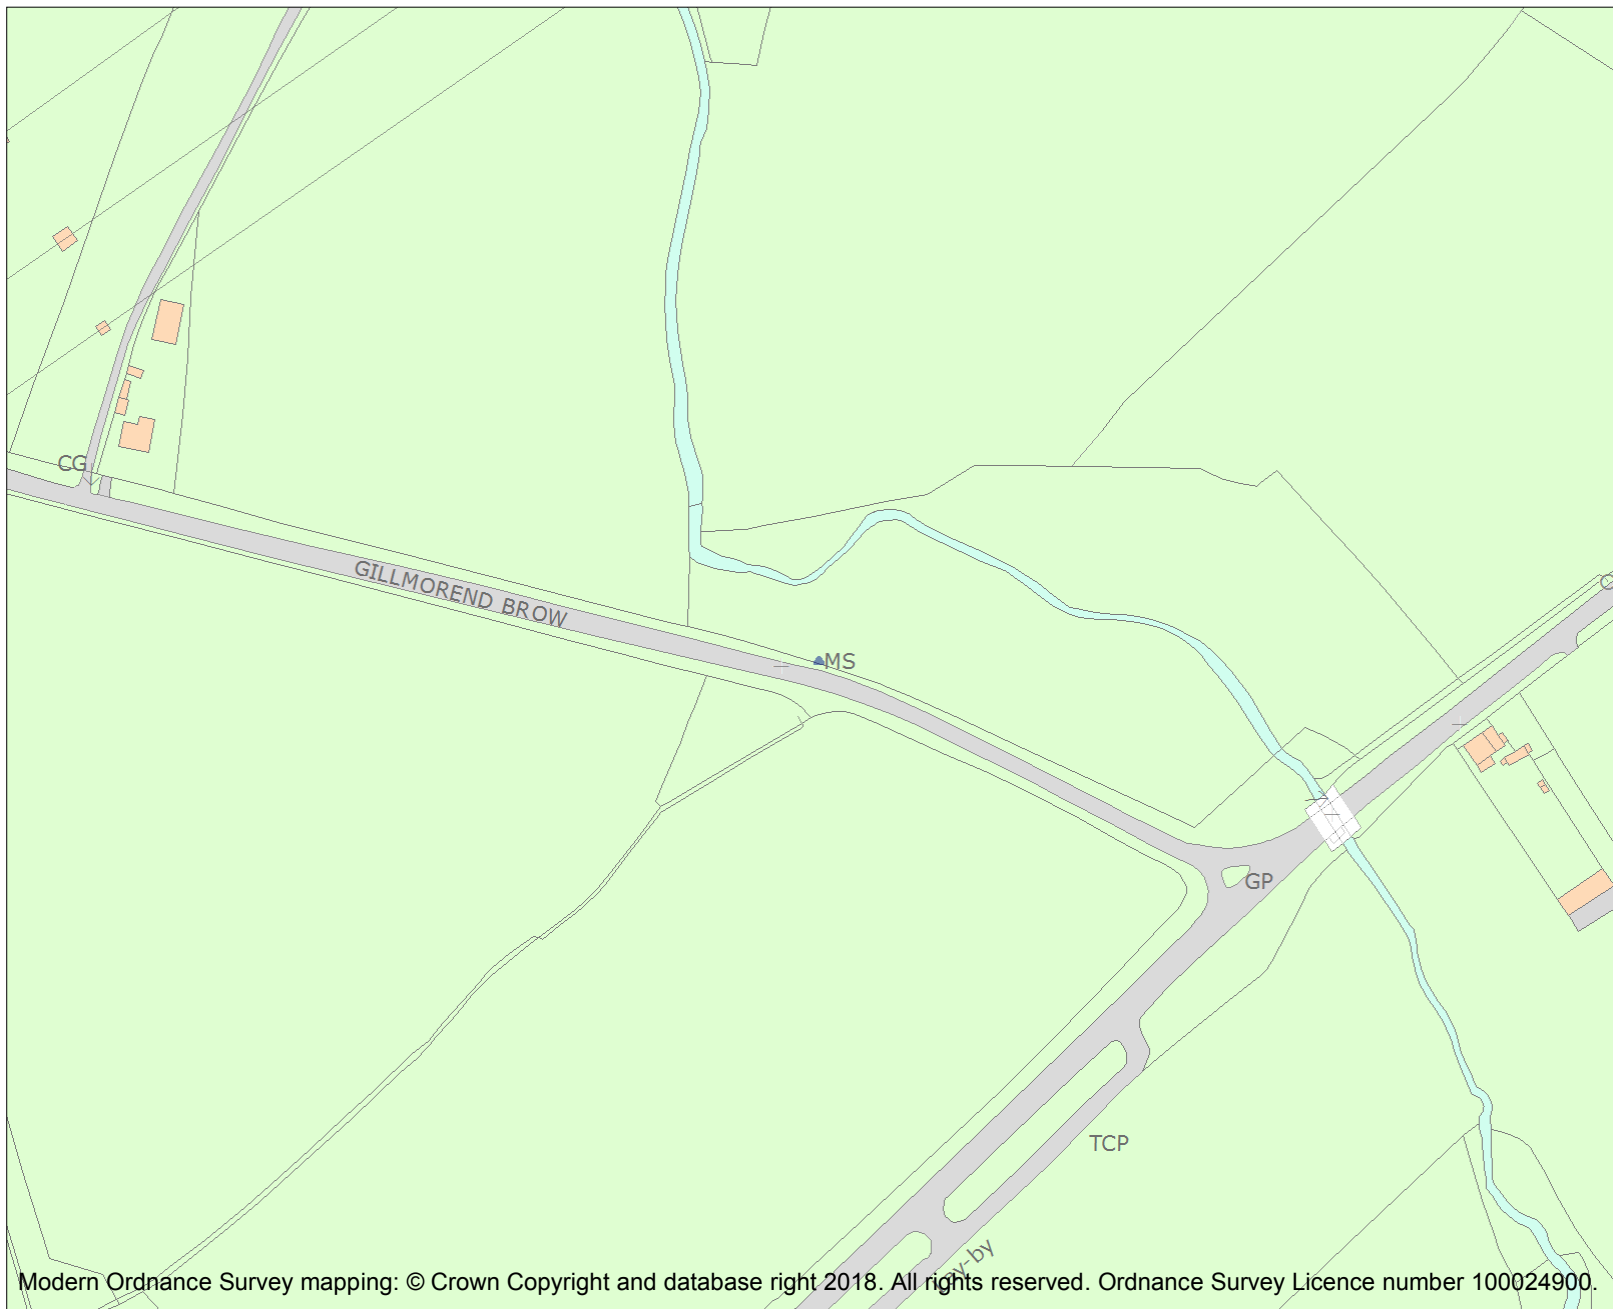 CG
GILLMOREND BROW
MS
GP
TCP
Modern Ordnance Survey mapping: © Crown Copyright and database right 2018. All rights reserved. Ordnance Survey Licence number 100024900.